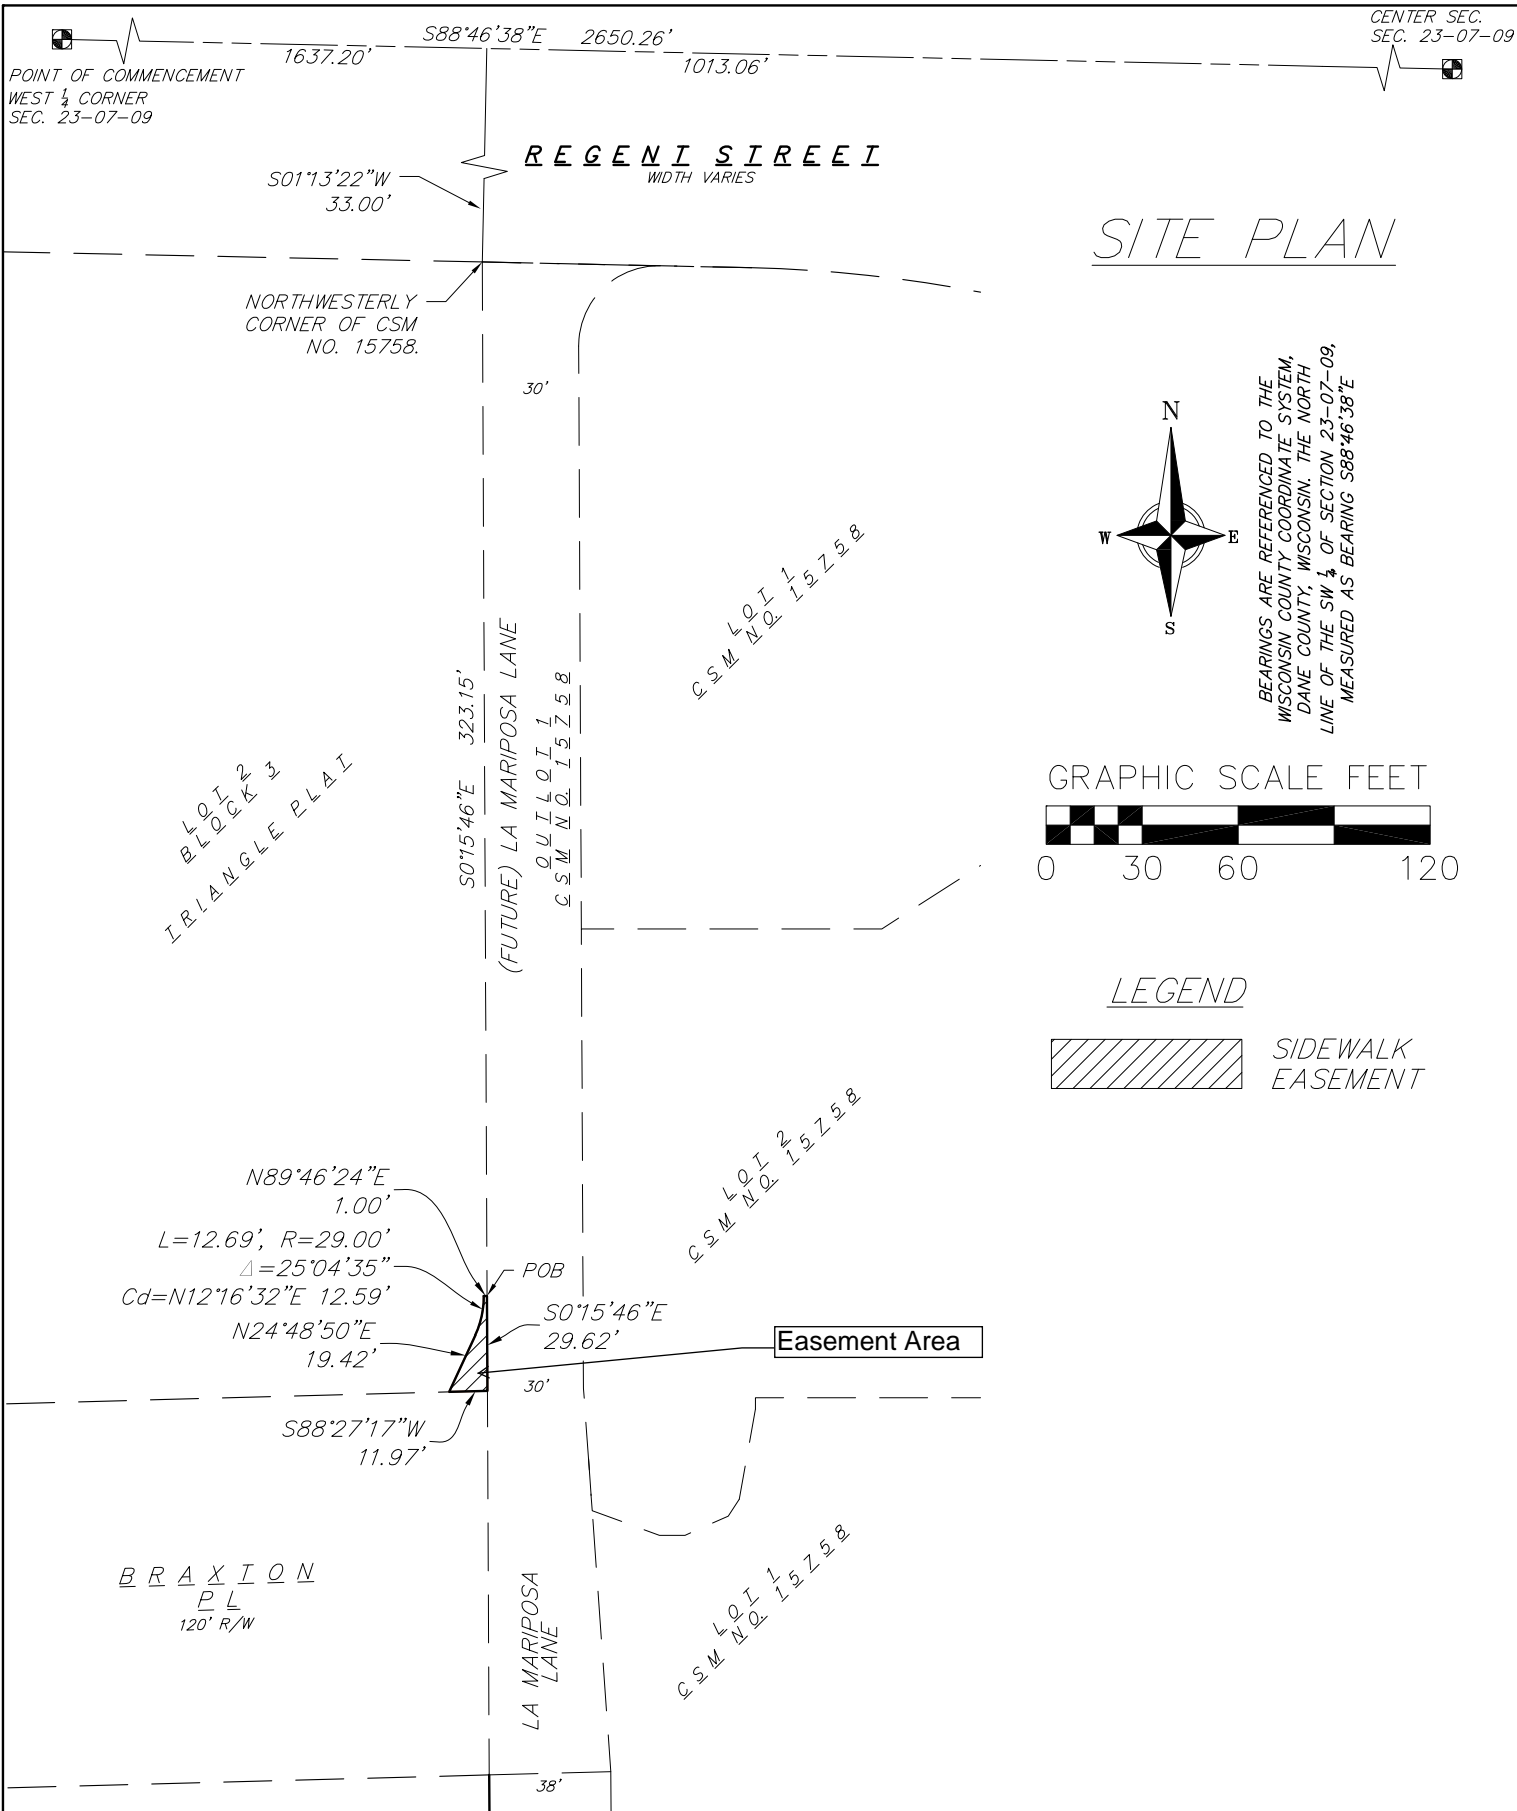 CENTER SEC.
SEC. 23-07-09
S88°46'38"E 2650.26'
1637.20'
1013.06'
POINT OF COMMENCEMENT
WEST 1/4 CORNER
SEC. 23-07-09
REGENT STREET
WIDTH VARIES
S01°13'22"W
33.00'
SITE PLAN
NORTHWESTERLY
CORNER OF CSM
NO. 15758.
30'
N
W
E
S
BEARINGS ARE REFERENCED TO THE
WISCONSIN COUNTY COORDINATE SYSTEM,
DANE COUNTY, WISCONSIN. THE NORTH
LINE OF THE SW 1/4 OF SECTION 23-07-09,
MEASURED AS BEARING S88°46'38"E
LOT 1
CSM NO. 15758
S0°15'46"E 323.15'
(FUTURE) LA MARIPOSA LANE
OUTLOT 1
CSM NO. 15758
LOT 2
BLOCK 3
TRIANGLE PLAT
GRAPHIC SCALE FEET
0 30 60 120
LEGEND
SIDEWALK
EASEMENT
LOT 2
CSM NO. 15758
N89°46'24"E
1.00'
L=12.69', R=29.00'
Δ=25°04'35"
Cd=N12°16'32"E 12.59'
N24°48'50"E
19.42'
POB
S0°15'46"E
29.62'
Easement Area
30'
S88°27'17"W
11.97'
BRAXTON
PL
120' R/W
LA MARIPOSA
LANE
LOT 1
CSM NO. 15758
38'